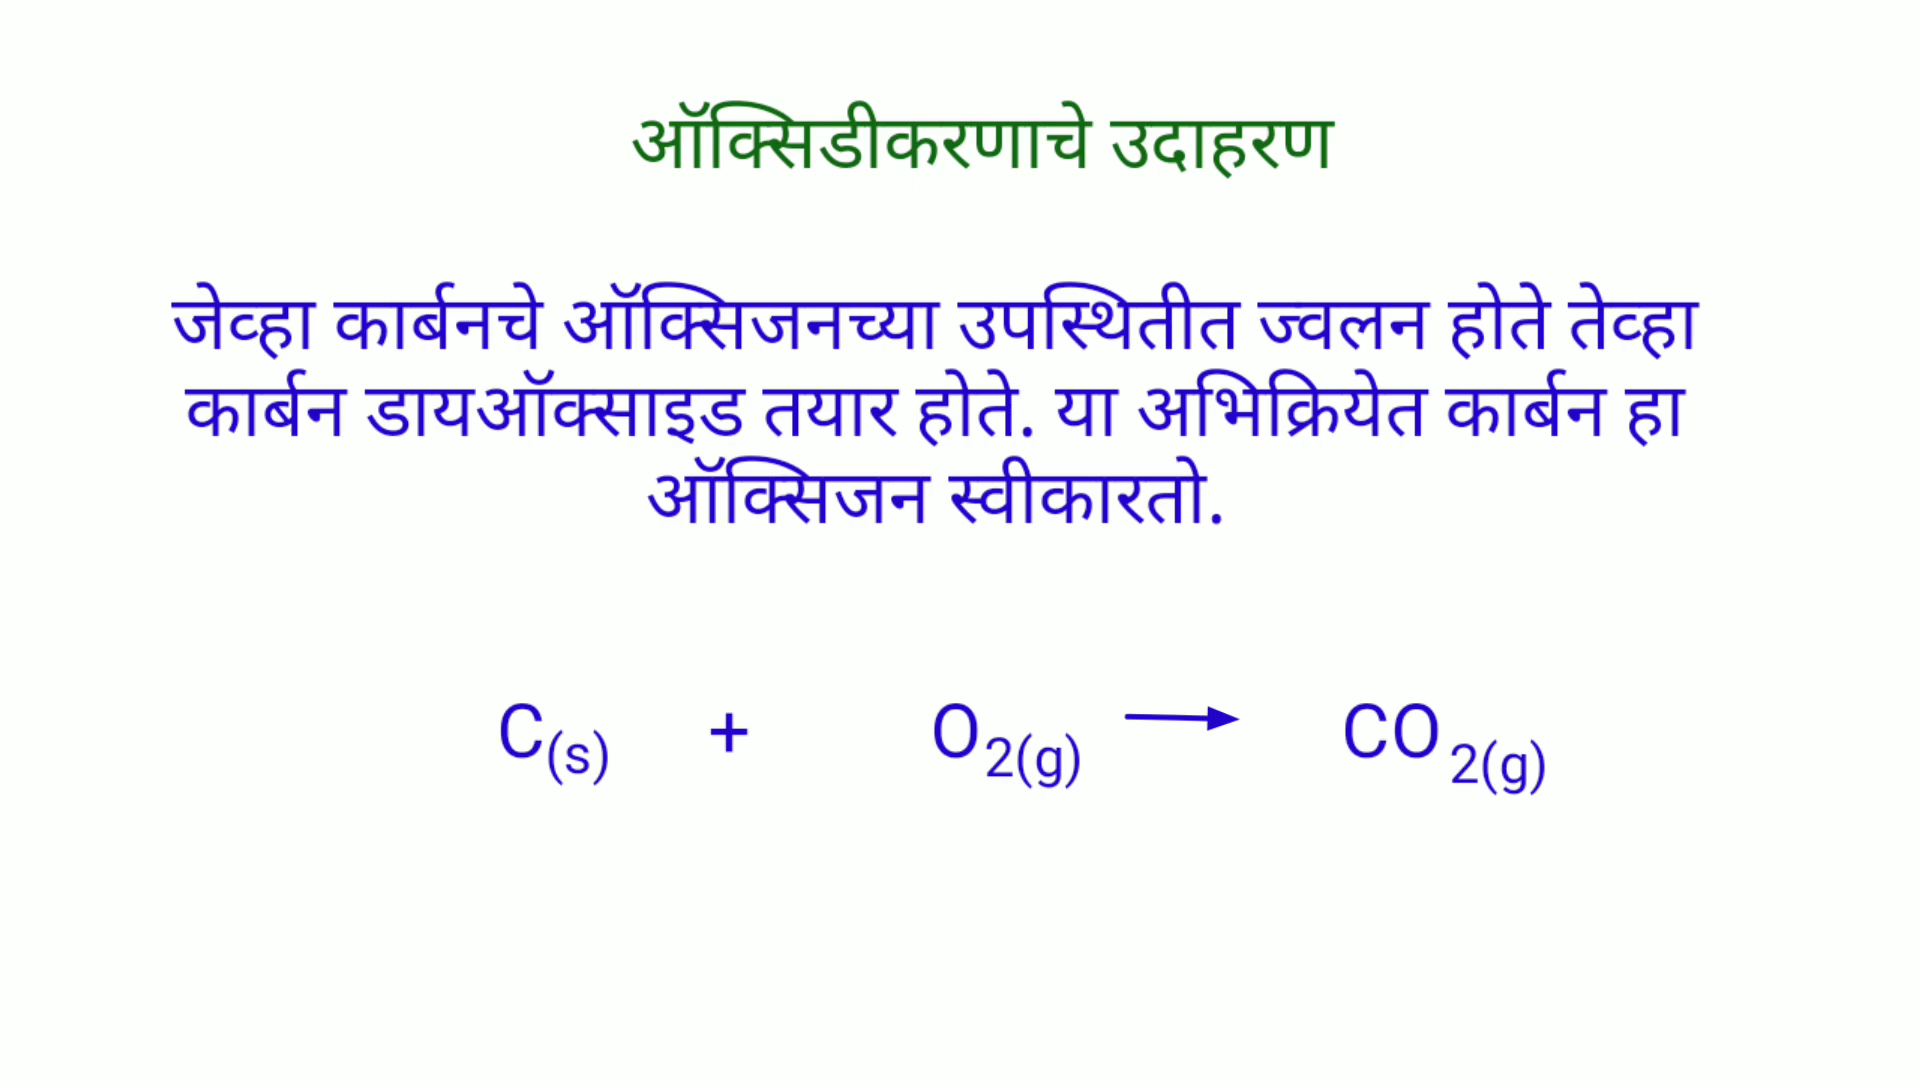 ऑक्सिडीकरणाचे उदाहरण
जेव्हा कार्बनचे ऑक्सिजनच्या उपस्थितीत ज्वलन होते तेव्हा
कार्बन डायऑक्साइड तयार होते. या अभिक्रियेत कार्बन हा
ऑक्सिजन स्वीकारतो.
C(s) + O2(g) → CO2(g)